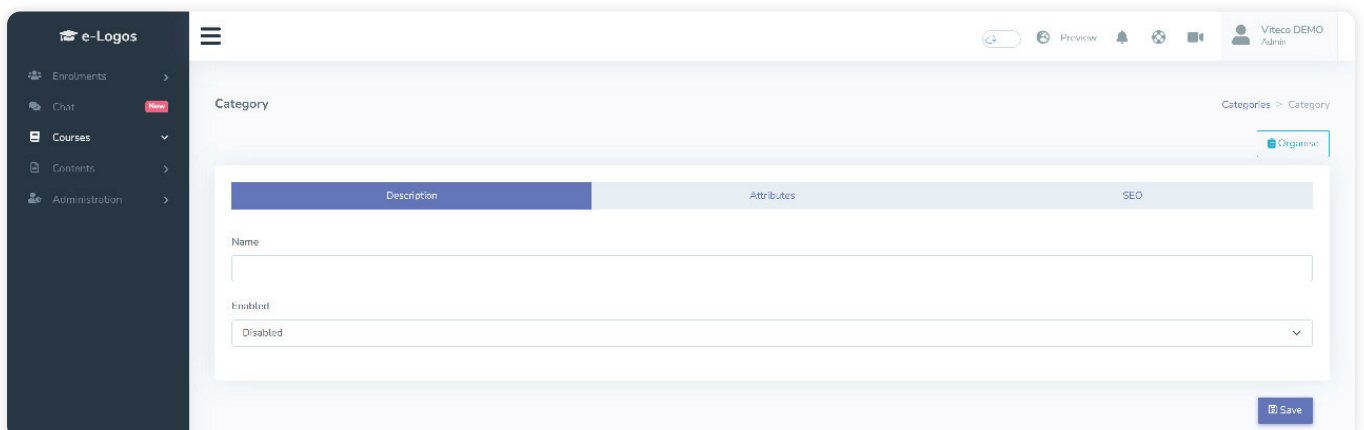 e-Logos
Preview
Viteco DEMO
Admin
Enrolments
Chat New
Courses
Contents
Administration
Category
Categories > Category
Organise
Description Attributes SEO
Name
Enabled
Disabled
Save